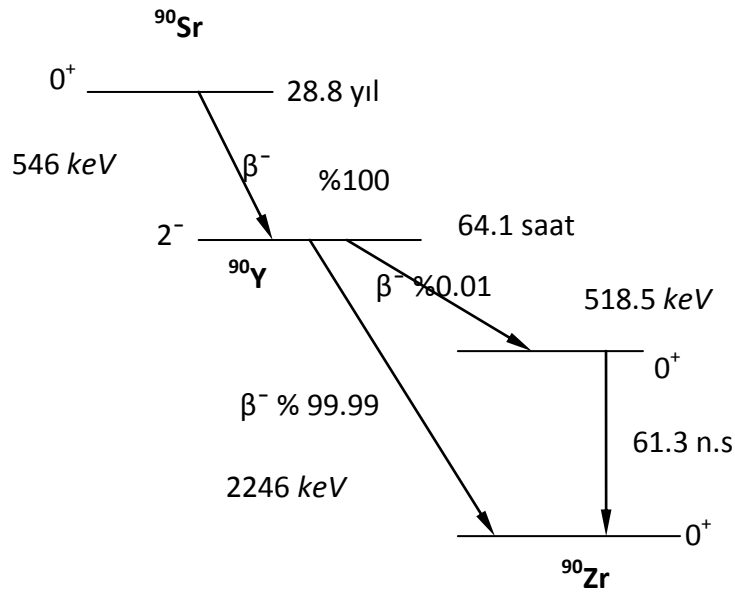 ⁹⁰Sr
0⁺
28.8 yıl
546 keV
β⁻
%100
2⁻
64.1 saat
⁹⁰Y
β⁻ %0.01
518.5 keV
0⁺
β⁻ % 99.99
61.3 n.s
2246 keV
0⁺
⁹⁰Zr